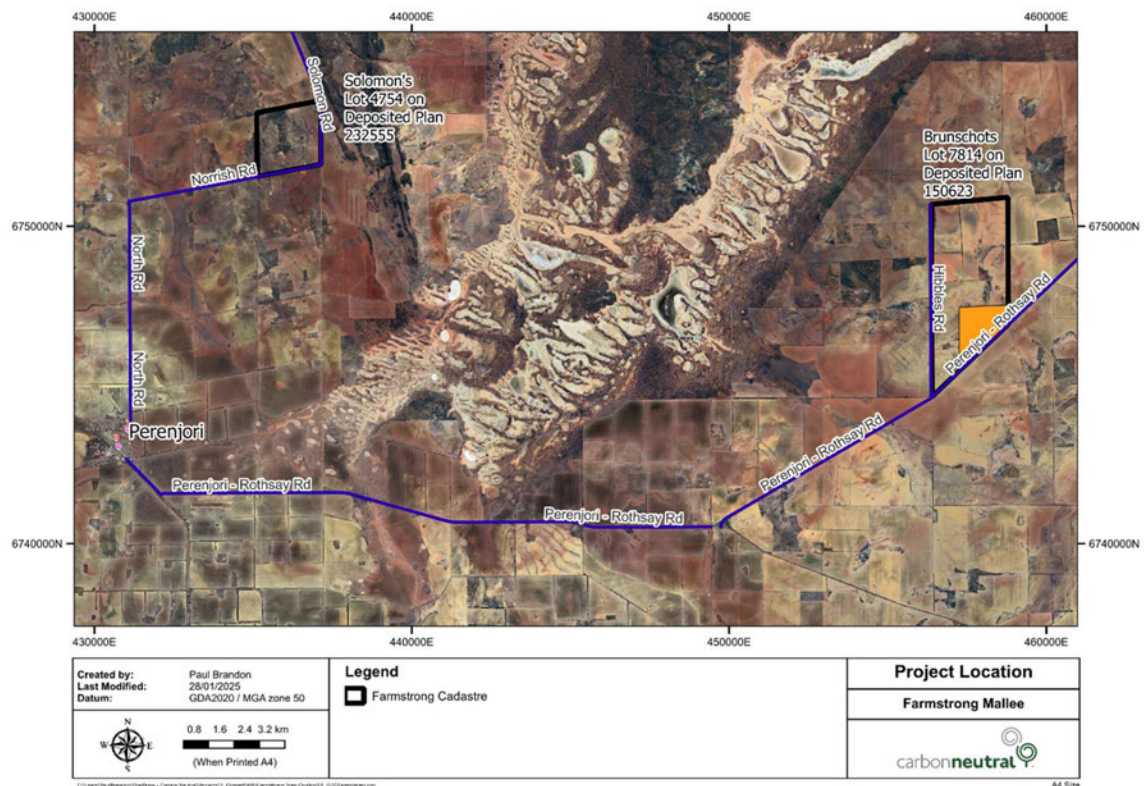 430000E 440000E 450000E 460000E
Solomon Rd
Solomon's
Lot 4754 on
Deposited Plan
232555
Brunschots
Lot 7814 on
Deposited Plan
150623
Norrish Rd
6750000N 6750000N
North Rd
Hibbles Rd
Perenjori - Rothsay Rd
North Rd
Perenjori
Perenjori - Rothsay Rd
Perenjori - Rothsay Rd
Perenjori - Rothsay Rd
6740000N 6740000N
430000E 440000E 450000E 460000E
Created by: Paul Brandon
Last Modified: 28/01/2025
Datum: GDA2020 / MGA zone 50
N
W E
S
0.8 1.6 2.4 3.2 km
(When Printed A4)
Legend
Farmstrong Cadastre
Project Location
Farmstrong Mallee
carbonneutral
A4 Size